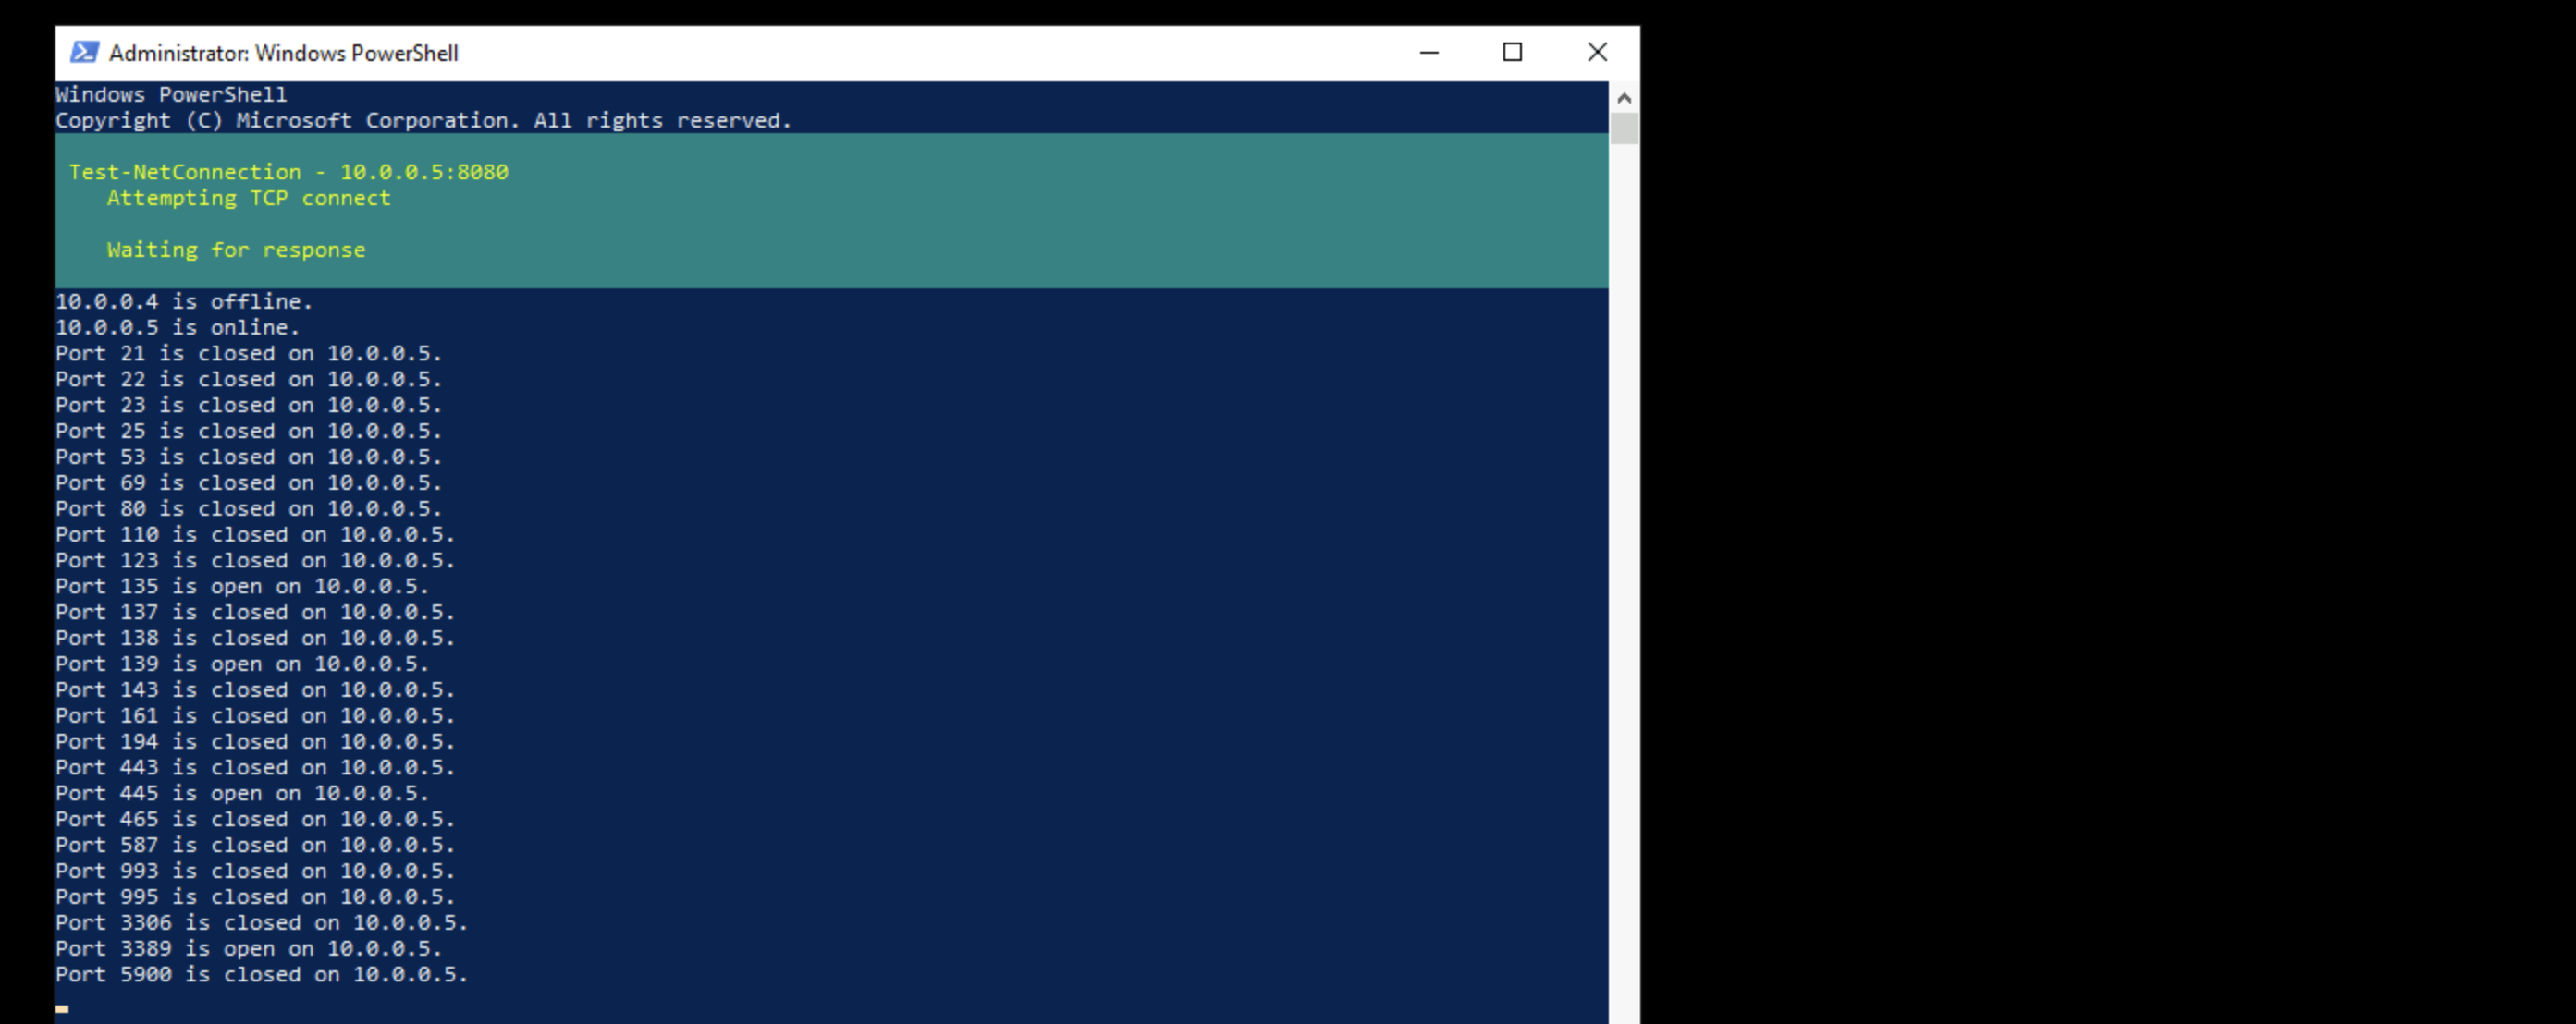 Administrator: Windows PowerShell
Windows PowerShell
Copyright (C) Microsoft Corporation. All rights reserved.
Test-NetConnection - 10.0.0.5:8080
Attempting TCP connect
Waiting for response
10.0.0.4 is offline.
10.0.0.5 is online.
Port 21 is closed on 10.0.0.5.
Port 22 is closed on 10.0.0.5.
Port 23 is closed on 10.0.0.5.
Port 25 is closed on 10.0.0.5.
Port 53 is closed on 10.0.0.5.
Port 69 is closed on 10.0.0.5.
Port 80 is closed on 10.0.0.5.
Port 110 is closed on 10.0.0.5.
Port 123 is closed on 10.0.0.5.
Port 135 is open on 10.0.0.5.
Port 137 is closed on 10.0.0.5.
Port 138 is closed on 10.0.0.5.
Port 139 is open on 10.0.0.5.
Port 143 is closed on 10.0.0.5.
Port 161 is closed on 10.0.0.5.
Port 194 is closed on 10.0.0.5.
Port 443 is closed on 10.0.0.5.
Port 445 is open on 10.0.0.5.
Port 465 is closed on 10.0.0.5.
Port 587 is closed on 10.0.0.5.
Port 993 is closed on 10.0.0.5.
Port 995 is closed on 10.0.0.5.
Port 3306 is closed on 10.0.0.5.
Port 3389 is open on 10.0.0.5.
Port 5900 is closed on 10.0.0.5.